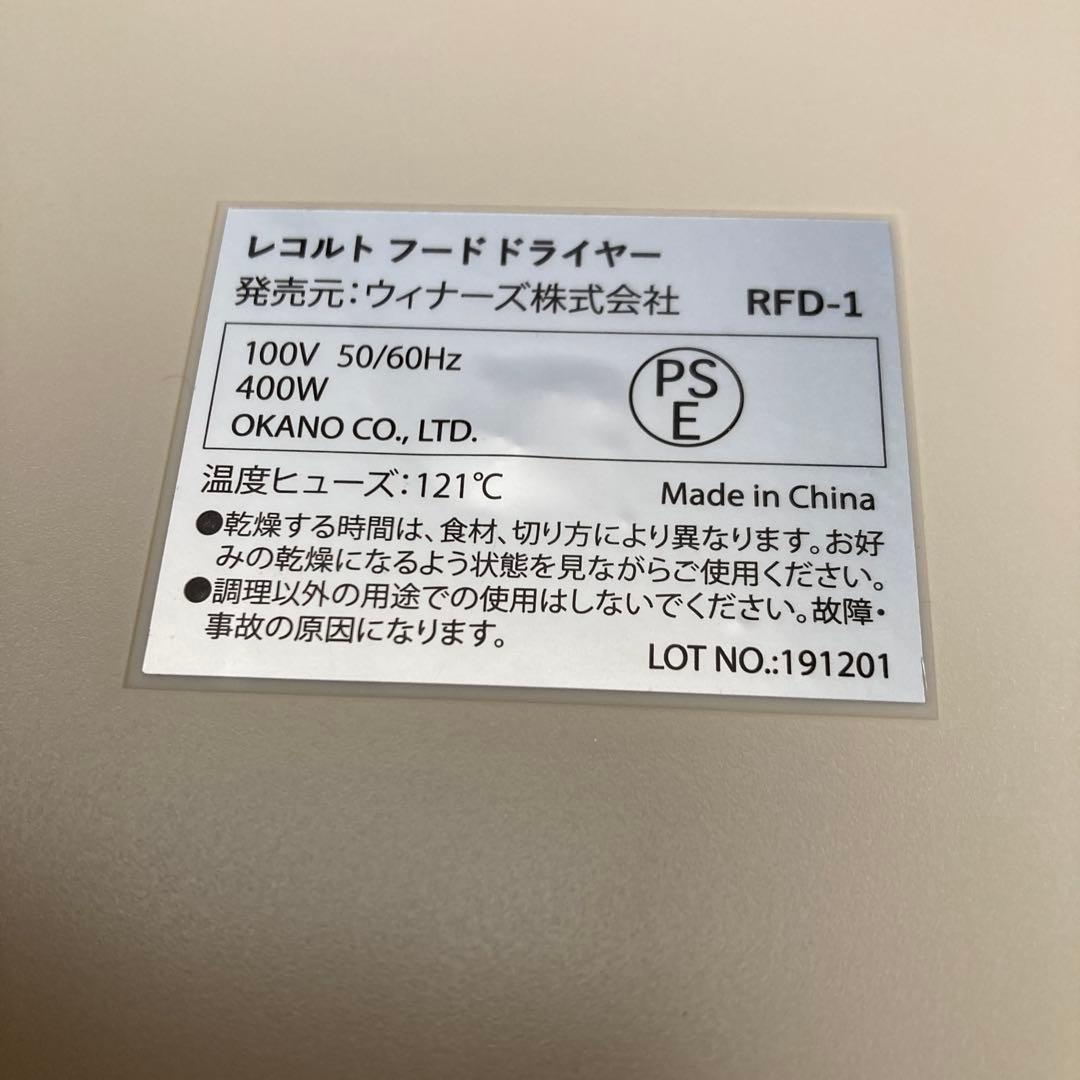 レコルト フードドライヤー
発売元：ウィナーズ株式会社 RFD-1
100V 50/60Hz
400W
OKANO CO., LTD.
PS
E
温度ヒューズ：121℃
Made in China
●乾燥する時間は、食材、切り方により異なります。お好
みの乾燥になるよう状態を見ながらご使用ください。
●調理以外の用途での使用はしないでください。故障・
事故の原因になります。
LOT NO.:191201